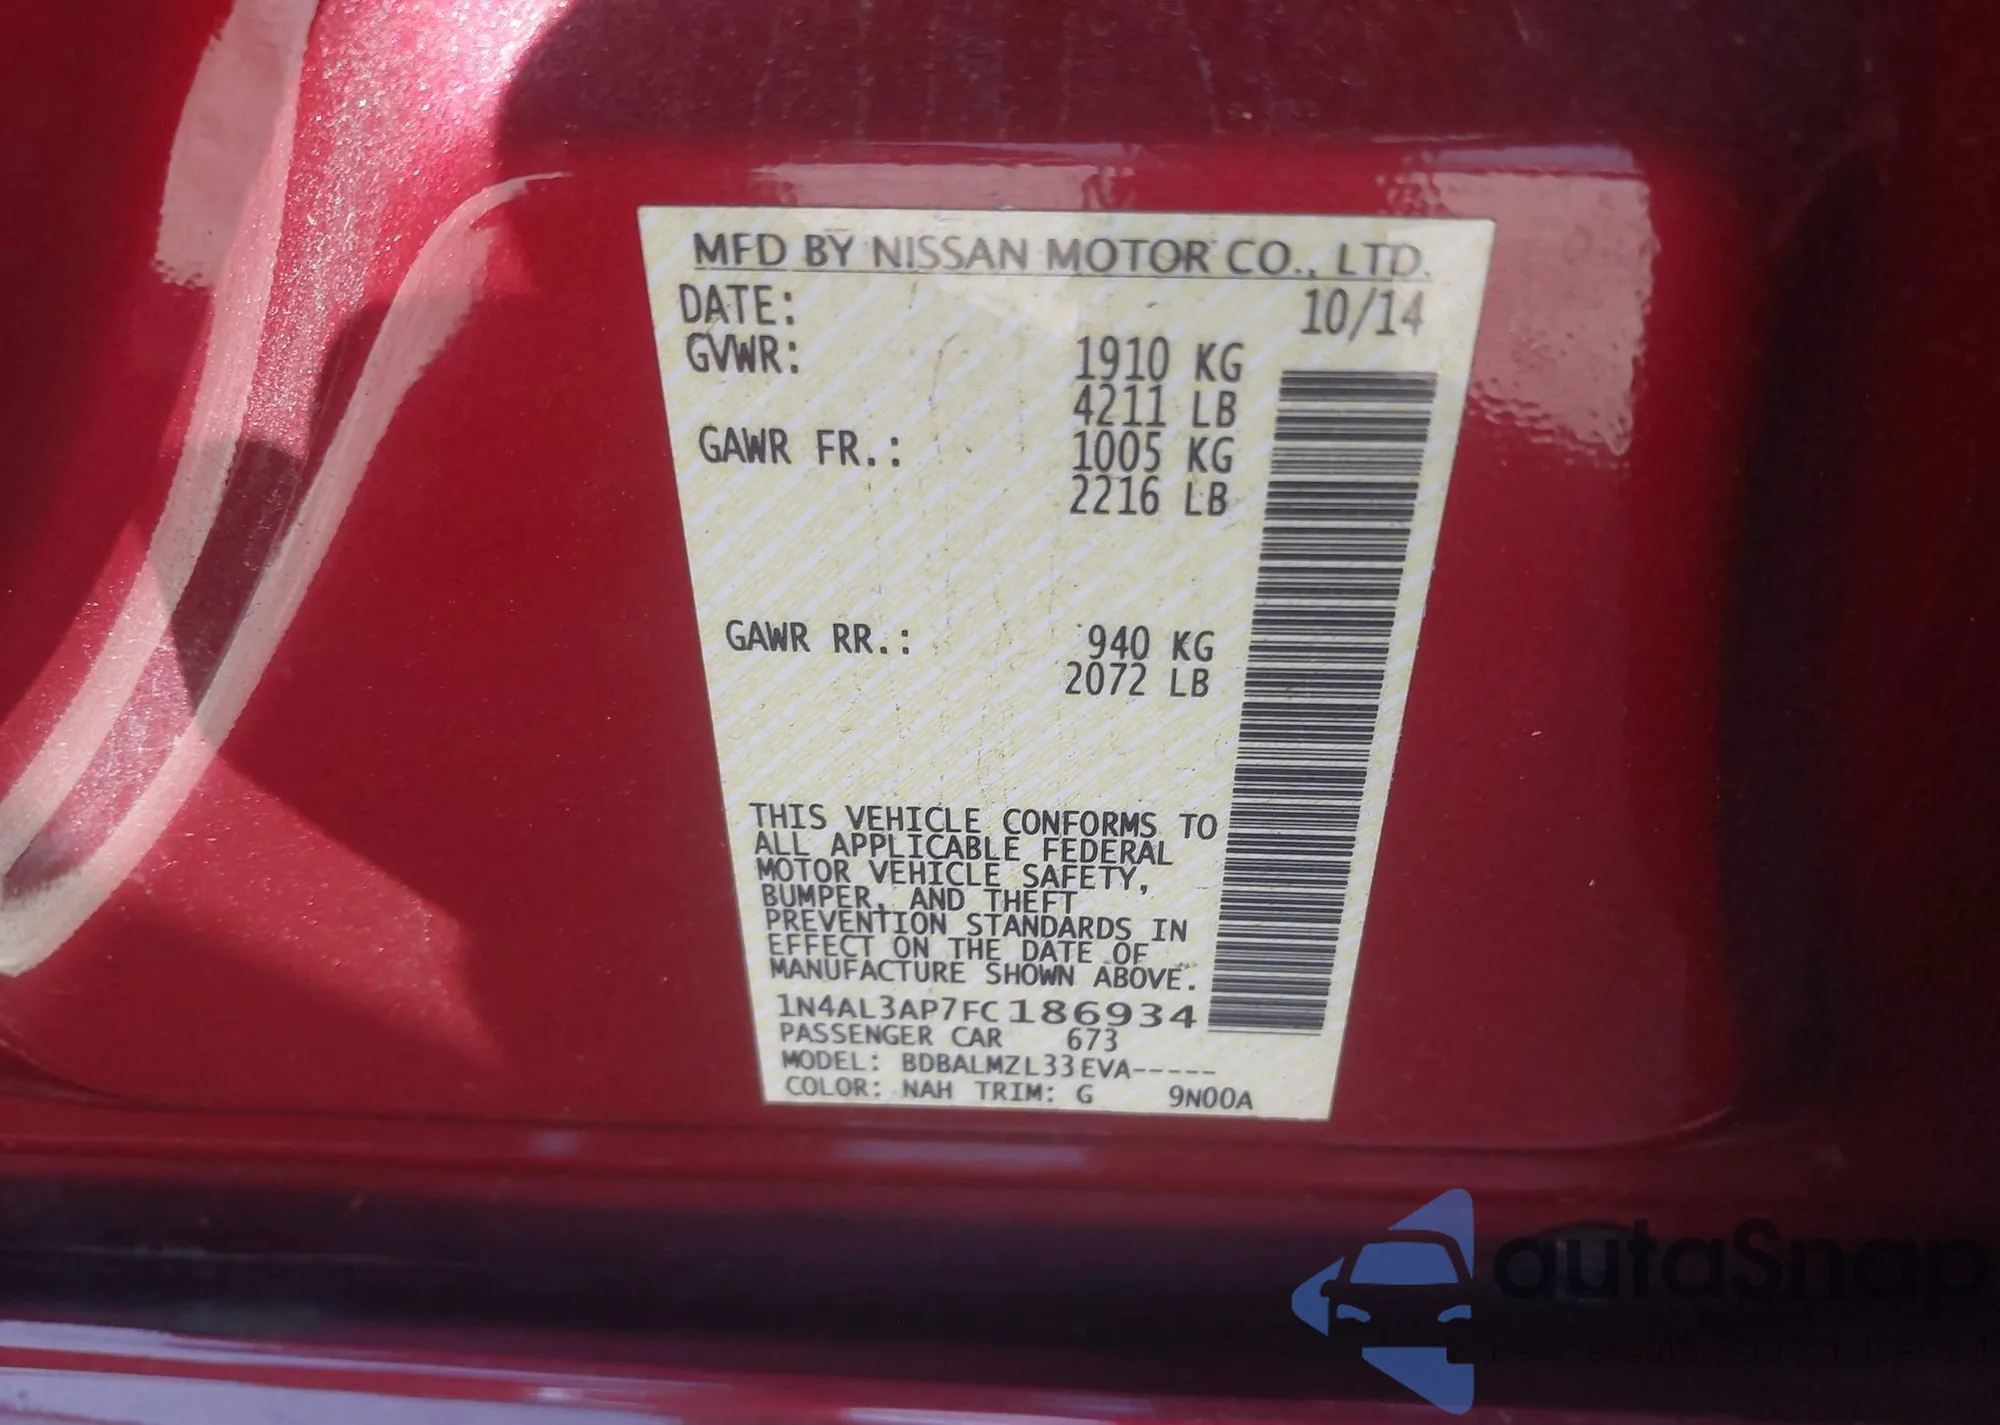 MFD BY NISSAN MOTOR CO., LTD.
DATE: 10/14
GVWR: 1910 KG
4211 LB
GAWR FR.: 1005 KG
2216 LB
GAWR RR.: 940 KG
2072 LB
THIS VEHICLE CONFORMS TO
ALL APPLICABLE FEDERAL
MOTOR VEHICLE SAFETY,
BUMPER, AND THEFT
PREVENTION STANDARDS IN
EFFECT ON THE DATE OF
MANUFACTURE SHOWN ABOVE.
1N4AL3AP7FC186934
PASSENGER CAR 673
MODEL: BDBALMZL33EVA-----
COLOR: NAH TRIM: G 9N00A
autaSnap